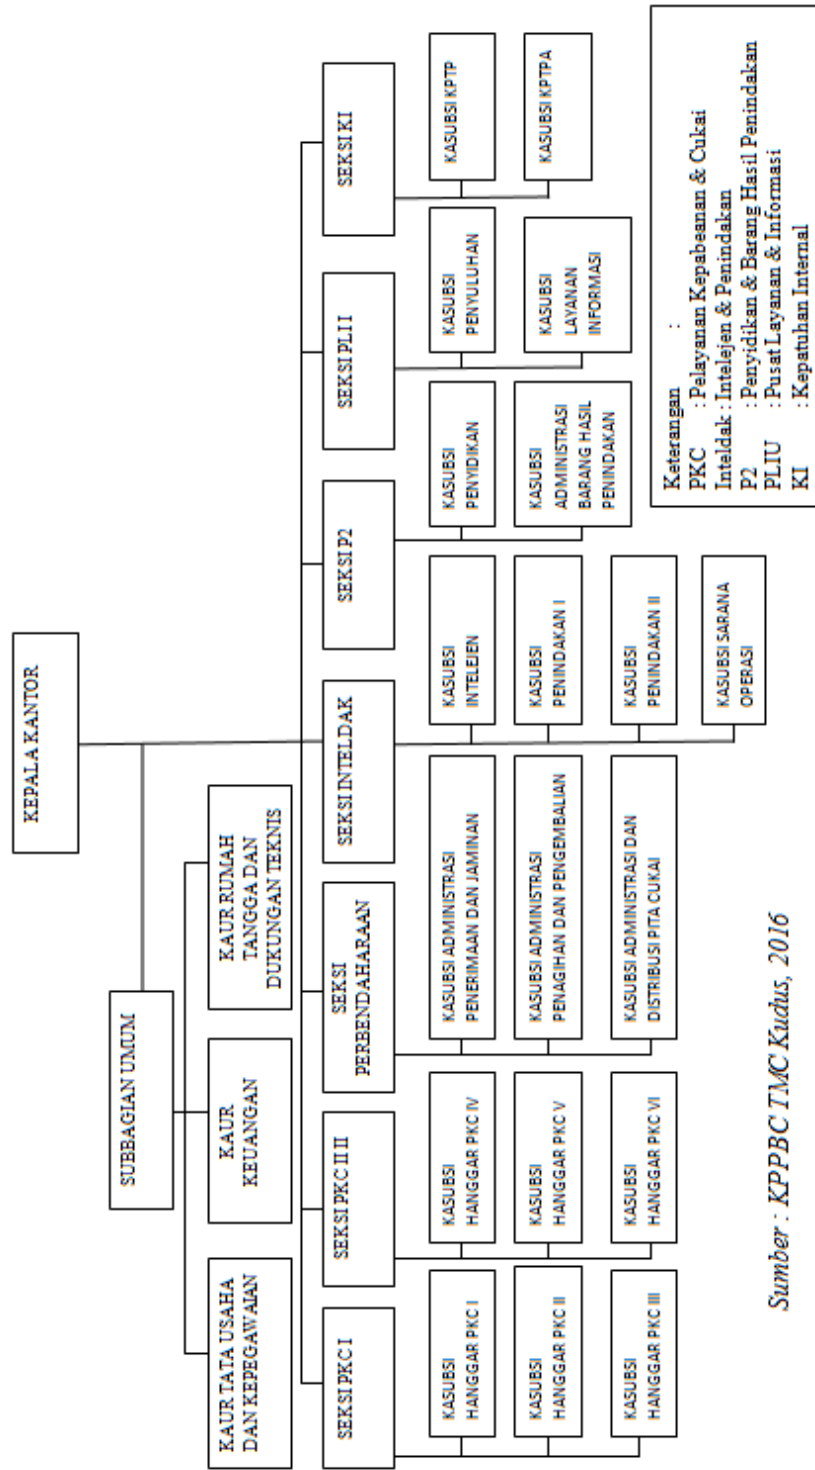 KEPALA KANTOR
SUBBAGIAN UMUM
KAUR TATA USAHA
DAN KEPEGAWAIAN
KAUR
KEUANGAN
KAUR RUMAH
TANGGA DAN
DUKUNGAN TEKNIS
SEKSI PKC I
SEKSI PKC II II
SEKSI
PERBENDAHARAAN
SEKSI INTELDAK
SEKSI P2
SEKSI PLII
SEKSI KI
KASUBSI
HANGGAR PKC I
KASUBSI
HANGGAR PKC II
KASUBSI
HANGGAR PKC III
KASUBSI
HANGGAR PKC IV
KASUBSI
HANGGAR PKC V
KASUBSI
HANGGAR PKC VI
KASUBSI ADMINISTRASI
PENERIMAAN DAN JAMINAN
KASUBSI ADMINISTRASI
PENAGIHAN DAN PENGEMBALIAN
KASUBSI ADMINISTRASI DAN
DISTRIBUSI PITA CUKAI
KASUBSI
INTELEJEN
KASUBSI
PENINDAKAN I
KASUBSI
PENINDAKAN II
KASUBSI SARANA
OPERASI
KASUBSI
PENYIDIKAN
KASUBSI
ADMINISTRASI
BARANG HASIL
PENINDAKAN
KASUBSI
PENYULUHAN
KASUBSI
LAYANAN
INFORMASI
KASUBSI KPTP
KASUBSI KPTPA
Keterangan :
PKC : Pelayanan Kepabeanan & Cukai
Inteldak : Intelejen & Penindakan
P2 : Penyidikan & Barang Hasil Penindakan
PLIU : Pusat Layanan & Informasi
KI : Kepatuhan Internal
Sumber : KPPBC TMC Kudus, 2016